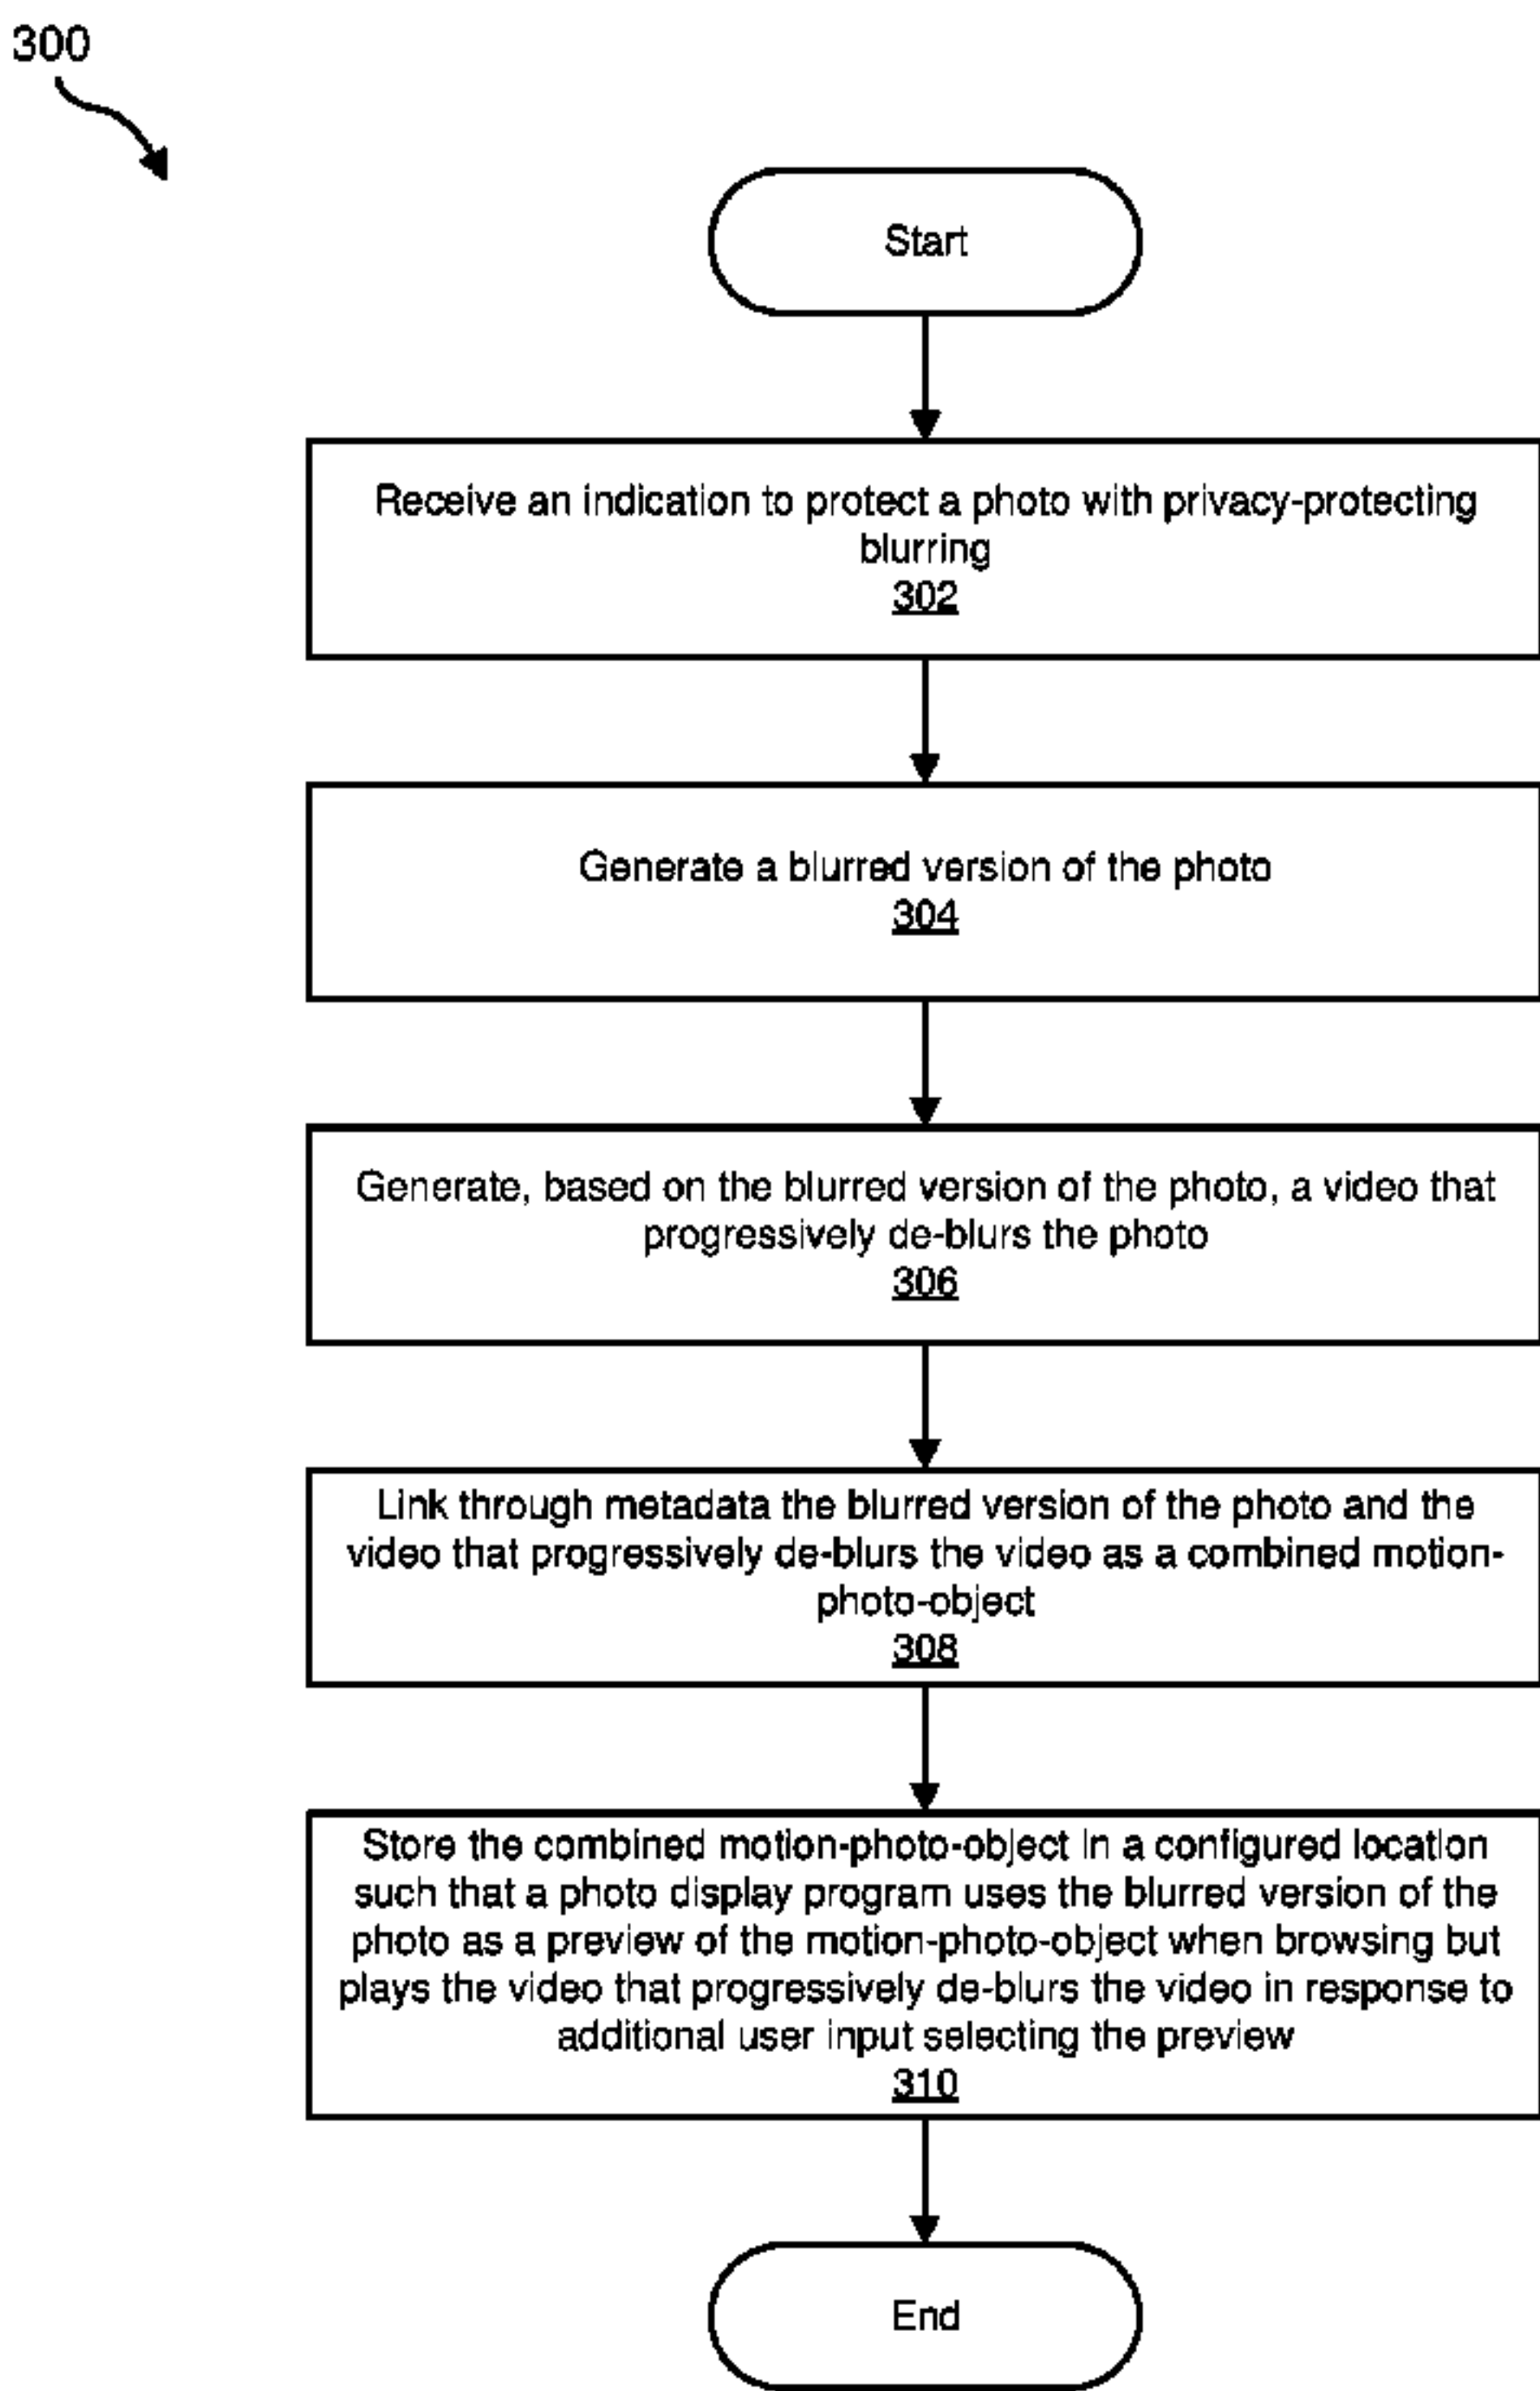 300
Start
Receive an indication to protect a photo with privacy-protecting
blurring
302
Generate a blurred version of the photo
304
Generate, based on the blurred version of the photo, a video that
progressively de-blurs the photo
306
Link through metadata the blurred version of the photo and the
video that progressively de-blurs the video as a combined motion-
photo-object
308
Store the combined motion-photo-object in a configured location
such that a photo display program uses the blurred version of the
photo as a preview of the motion-photo-object when browsing but
plays the video that progressively de-blurs the video in response to
additional user input selecting the preview
310
End